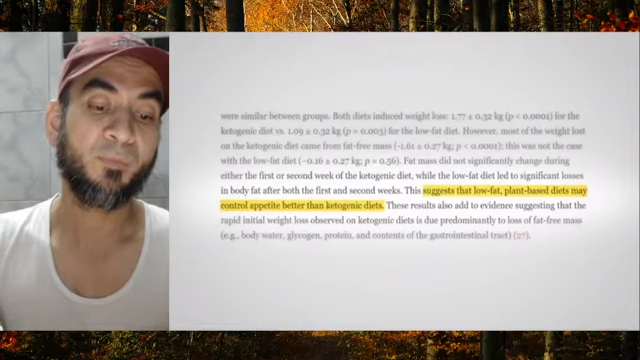 were similar between groups. Both diets induced weight loss: 1.77 ± 0.32 kg (p < 0.0001) for the
ketogenic diet vs. 1.09 ± 0.32 kg (p = 0.003) for the low-fat diet. However, most of the weight lost
on the ketogenic diet came from fat-free mass (-1.61 ± 0.27 kg; p < 0.0001); this was not the case
with the low-fat diet (−0.16 ± 0.27 kg; p = 0.56). Fat mass did not significantly change during
either the first or second week of the ketogenic diet, while the low-fat diet led to significant losses
in body fat after both the first and second weeks. This suggests that low-fat, plant-based diets may
control appetite better than ketogenic diets. These results also add to evidence suggesting that the
rapid initial weight loss observed on ketogenic diets is due predominantly to loss of fat-free mass
(e.g., body water, glycogen, protein, and contents of the gastrointestinal tract) (27).